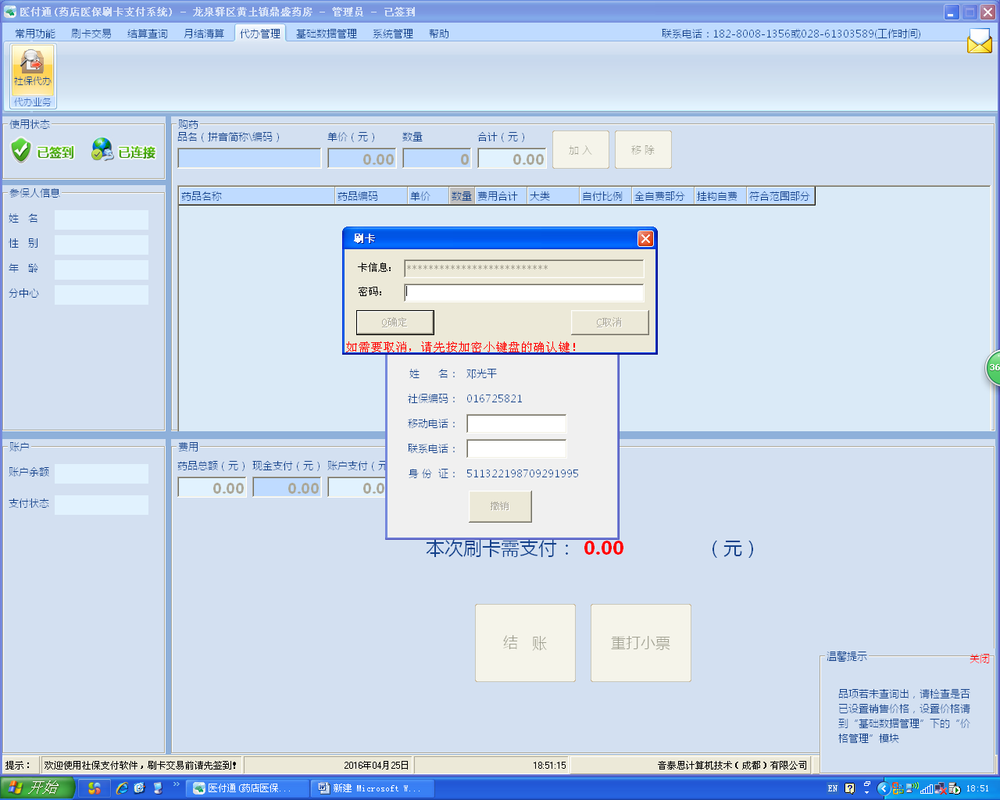 医付通(药店医保刷卡支付系统) - 龙泉驿区黄土镇鼎盛药房 - 管理员 - 已签到
常用功能 刷卡交易 结算查询 月结清算 代办管理 基础数据管理 系统管理 帮助 联系电话：182-8008-1356或028-61303589(工作时间)
社保代办
代办业务
使用状态
已签到 已连接
购药
品名（拼音简称\编码） 单价（元） 数量 合计（元）
0.00 0 0.00 加入 移除
参保人信息
姓 名
性 别
年 龄
分中心
药品名称 药品编码 单价 数量 费用合计 大类 自付比例 全自费部分 挂钩自费 符合范围部分
刷卡
卡信息： **************************
密码：
O确定 C取消
如需要取消，请先按加密小键盘的确认键！
姓 名： 邓光平
社保编码： 016725821
移动电话：
联系电话：
身 份 证： 511322198709291995
撤销
36
账户
账户余额
支付状态
费用
药品总额（元） 现金支付（元） 账户支付（元
0.00 0.00 0.0
本次刷卡需支付： 0.00 （元）
结 账 重打小票
温馨提示 关闭
品项若未查询出，请检查是否
已设置销售价格，设置价格请
到“基础数据管理”下的“价
格管理”模块
提示： 欢迎使用社保支付软件，刷卡交易前请先签到! 2016年04月25日 18:51:15 音泰思计算机技术（成都）有限公司
开始 医付通(药店医保... 新建 Microsoft W... EN 18:51